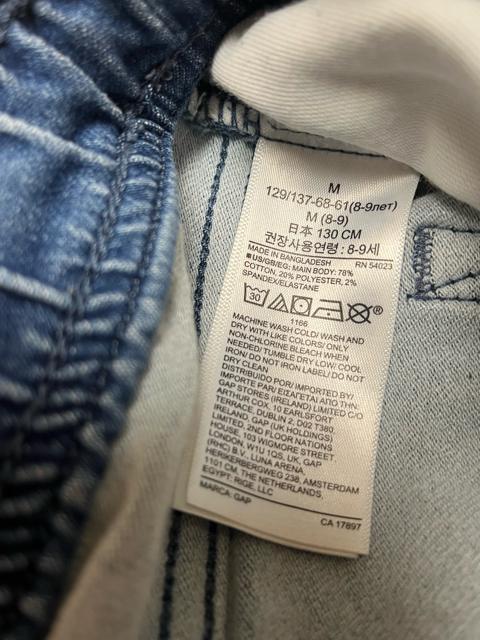 M
129/137-68-61(8-9лет)
M (8-9)
日本 130 CM
권장사용연령 : 8-9세
MADE IN BANGLADESH RN 54023
■US/GB/EG: MAIN BODY: 78%
COTTON, 20% POLYESTER, 2%
SPANDEX/ELASTANE
30 ®
1166
MACHINE WASH COLD/ WASH AND
DRY WITH LIKE COLORS/ ONLY
NON-CHLORINE BLEACH WHEN
NEEDED/ TUMBLE DRY LOW/ COOL
IRON/ DO NOT IRON LABEL/ DO NOT
DRY CLEAN
DISTRIBUIDO POR/ IMPORTED BY/
IMPORTE PAR/ ΕΙΣΑΓΕΤΑΙ ΑΠΟ ΤΗΝ:
GAP STORES (IRELAND) LIMITED C/O
ARTHUR COX, 10 EARLSFORT
TERRACE, DUBLIN 2, D02 T380,
IRELAND, GAP (UK HOLDINGS)
LIMITED, 2ND FLOOR NATIONS
HOUSE, 103 WIGMORE STREET,
LONDON, W1U 1QS, UK, GAP
(RHC) B.V., LUNA ARENA,
HERIKERBERGWEG 238, AMSTERDAM
1101 CM, THE NETHERLANDS,
EGYPT: RIGE, LLC
MARCA: GAP
CA 17897